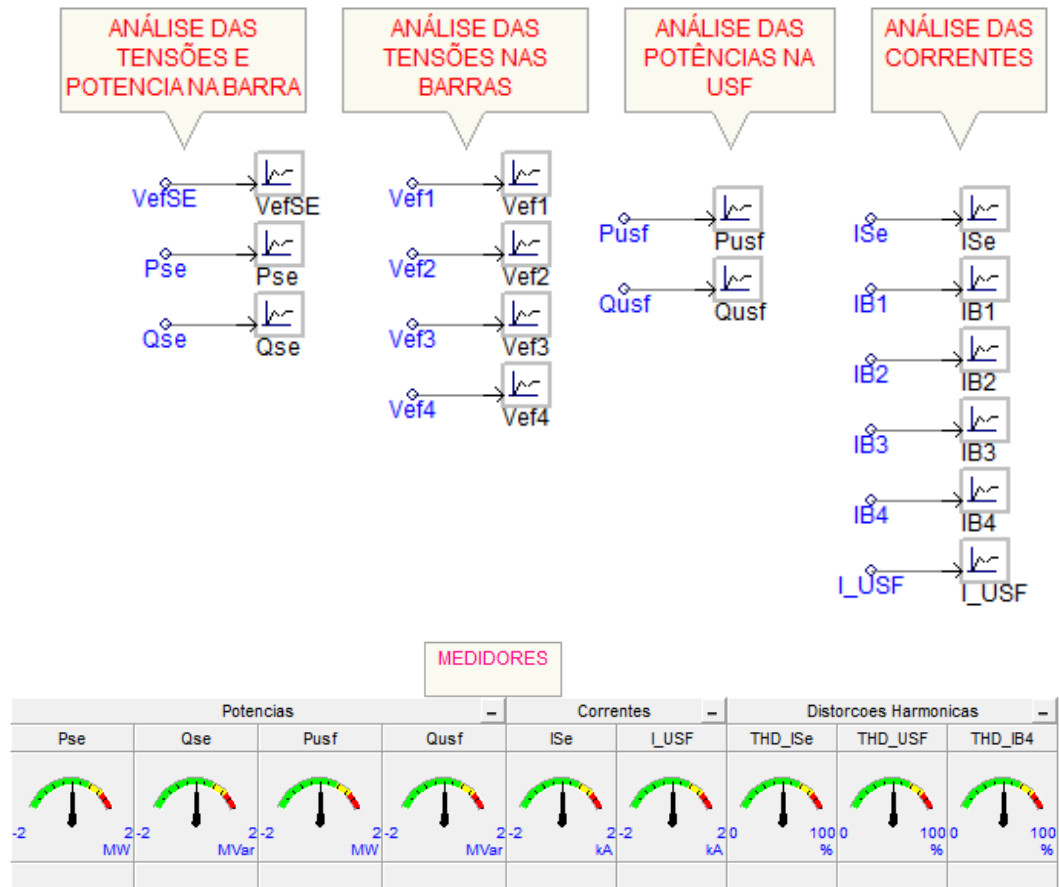 ANÁLISE DAS
TENSÕES E
POTENCIA NA BARRA
ANÁLISE DAS
TENSÕES NAS
BARRAS
ANÁLISE DAS
POTÊNCIAS NA
USF
ANÁLISE DAS
CORRENTES
VefSE VefSE
Pse Pse
Qse Qse
Vef1 Vef1
Vef2 Vef2
Vef3 Vef3
Vef4 Vef4
Pusf Pusf
Qusf Qusf
ISe ISe
IB1 IB1
IB2 IB2
IB3 IB3
IB4 IB4
I_USF I_USF
MEDIDORES
Potencias - Correntes - Distorcoes Harmonicas -
Pse Qse Pusf Qusf ISe I_USF THD_ISe THD_USF THD_IB4
-2 2 -2 2 -2 2 -2 2 -2 2 -2 2 0 100 0 100 0 100
MW MVar MW MVar kA kA % % %